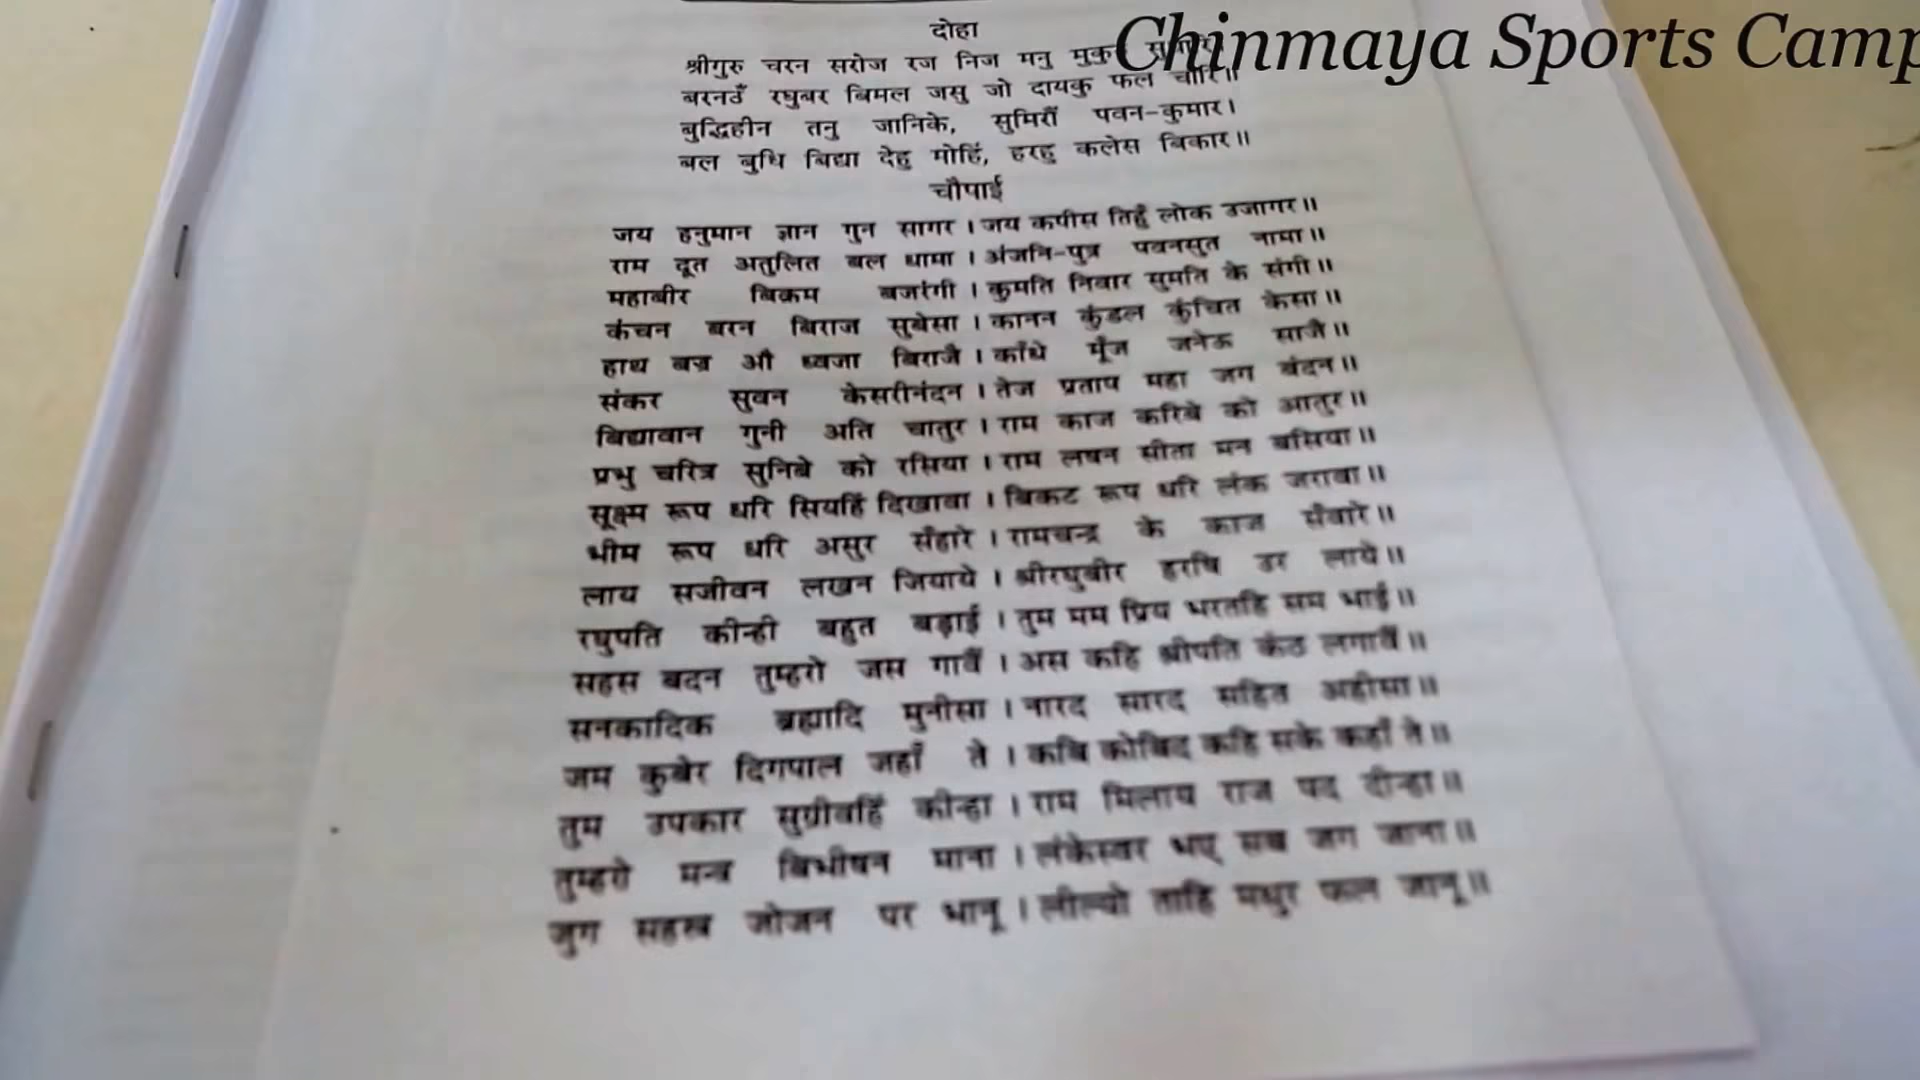 दोहा
Chinmaya Sports Camp
श्रीगुरु चरन सरोज रज निज मनु
बरनउँ रघुबर बिमल जसु जो दायकु फल चारि॥
बुद्धिहीन तनु जानिके, सुमिरौं पवन-कुमार।
बल बुधि बिद्या देहु मोहिं, हरहु कलेस बिकार॥
चौपाई
जय हनुमान ज्ञान गुन सागर। जय कपीस तिहुँ लोक उजागर॥
राम दूत अतुलित बल धामा। अंजनि-पुत्र पवनसुत नामा॥
महाबीर बिक्रम बजरंगी। कुमति निवार सुमति के संगी॥
कंचन बरन बिराज सुबेसा। कानन कुंडल कुंचित केसा॥
हाथ बज्र औ ध्वजा बिराजै। काँधे मूँज जनेऊ साजै॥
संकर सुवन केसरीनंदन। तेज प्रताप महा जग बंदन॥
बिद्यावान गुनी अति चातुर। राम काज करिबे को आतुर॥
प्रभु चरित्र सुनिबे को रसिया। राम लषन सीता मन बसिया॥
सूक्ष्म रूप धरि सियहिं दिखावा। बिकट रूप धरि लंक जरावा॥
भीम रूप धरि असुर सँहारे। रामचन्द्र के काज सँवारे॥
लाय सजीवन लखन जियाये। श्रीरघुबीर हरषि उर लाये॥
रघुपति कीन्ही बहुत बड़ाई। तुम मम प्रिय भरतहि सम भाई॥
सहस बदन तुम्हरो जस गावैं। अस कहि श्रीपति कंठ लगावैं॥
सनकादिक ब्रह्मादि मुनीसा। नारद सारद सहित अहीसा॥
जम कुबेर दिगपाल जहाँ ते। कबि कोबिद कहि सके कहाँ ते॥
तुम उपकार सुग्रीवहिं कीन्हा। राम मिलाय राज पद दीन्हा॥
तुम्हरो मन्त्र बिभीषन माना। लंकेस्वर भए सब जग जाना॥
जुग सहस्त्र जोजन पर भानू। लील्यो ताहि मधुर फल जानू॥